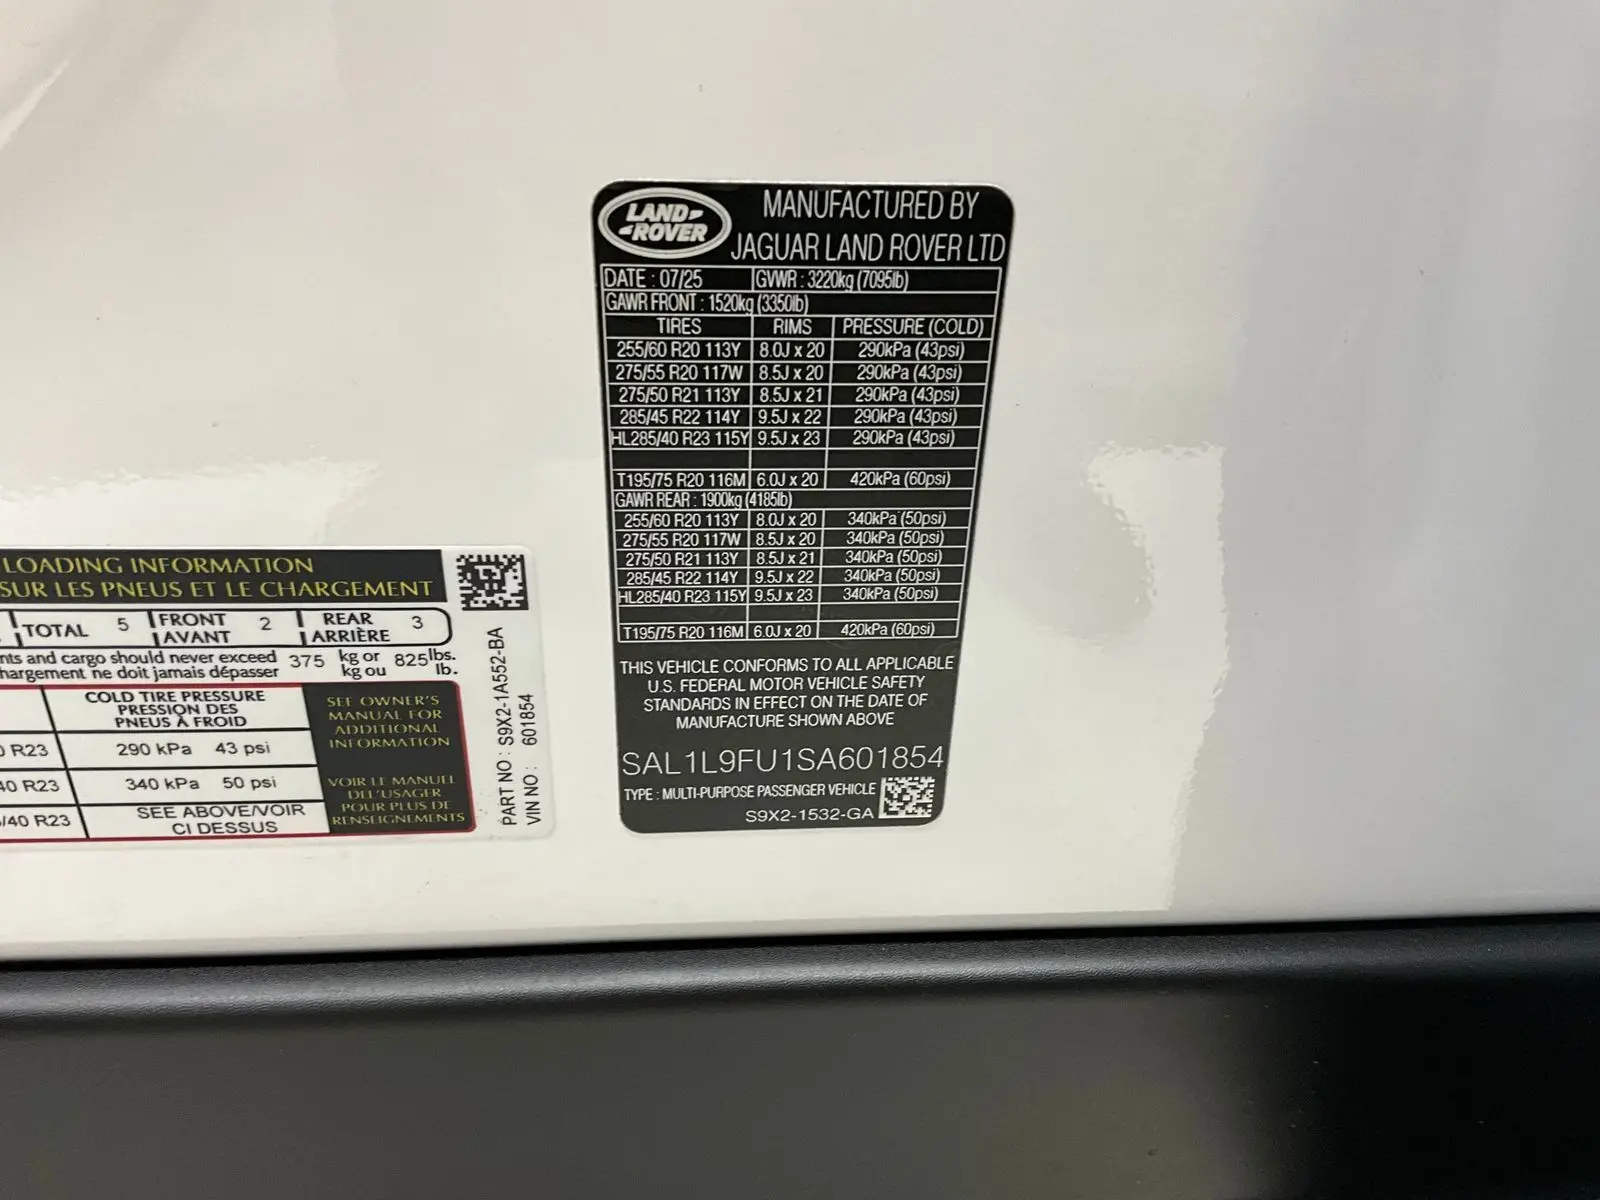 LOADING INFORMATION
SUR LES PNEUS ET LE CHARGEMENT
TOTAL 5 FRONT 2 REAR 3
AVANT ARRIÈRE
nts and cargo should never exceed 375 kg or 825 lbs.
hargement ne doit jamais dépasser kg ou lb.
COLD TIRE PRESSURE
PRESSION DES
PNEUS À FROID
R23 290 kPa 43 psi
40 R23 340 kPa 50 psi
/40 R23 SEE ABOVE/VOIR
CI DESSUS
SEE OWNER'S
MANUAL FOR
ADDITIONAL
INFORMATION
VOIR LE MANUEL
DE L'USAGER
POUR PLUS DE
RENSEIGNEMENTS
PART NO : S9X2-1A552-BA
VIN NO : 601854
LAND
ROVER
MANUFACTURED BY
JAGUAR LAND ROVER LTD
DATE : 07/25 GVWR : 3220kg (7095lb)
GAWR FRONT : 1520kg (3350lb)
TIRES RIMS PRESSURE (COLD)
255/60 R20 113Y 8.0J x 20 290kPa (43psi)
275/55 R20 117W 8.5J x 20 290kPa (43psi)
275/50 R21 113Y 8.5J x 21 290kPa (43psi)
285/45 R22 114Y 9.5J x 22 290kPa (43psi)
HL285/40 R23 115Y 9.5J x 23 290kPa (43psi)
T195/75 R20 116M 6.0J x 20 420kPa (60psi)
GAWR REAR : 1900kg (4185lb)
255/60 R20 113Y 8.0J x 20 340kPa (50psi)
275/55 R20 117W 8.5J x 20 340kPa (50psi)
275/50 R21 113Y 8.5J x 21 340kPa (50psi)
285/45 R22 114Y 9.5J x 22 340kPa (50psi)
HL285/40 R23 115Y 9.5J x 23 340kPa (50psi)
T195/75 R20 116M 6.0J x 20 420kPa (60psi)
THIS VEHICLE CONFORMS TO ALL APPLICABLE
U.S. FEDERAL MOTOR VEHICLE SAFETY
STANDARDS IN EFFECT ON THE DATE OF
MANUFACTURE SHOWN ABOVE
SAL1L9FU1SA601854
TYPE : MULTI-PURPOSE PASSENGER VEHICLE
S9X2-1532-GA